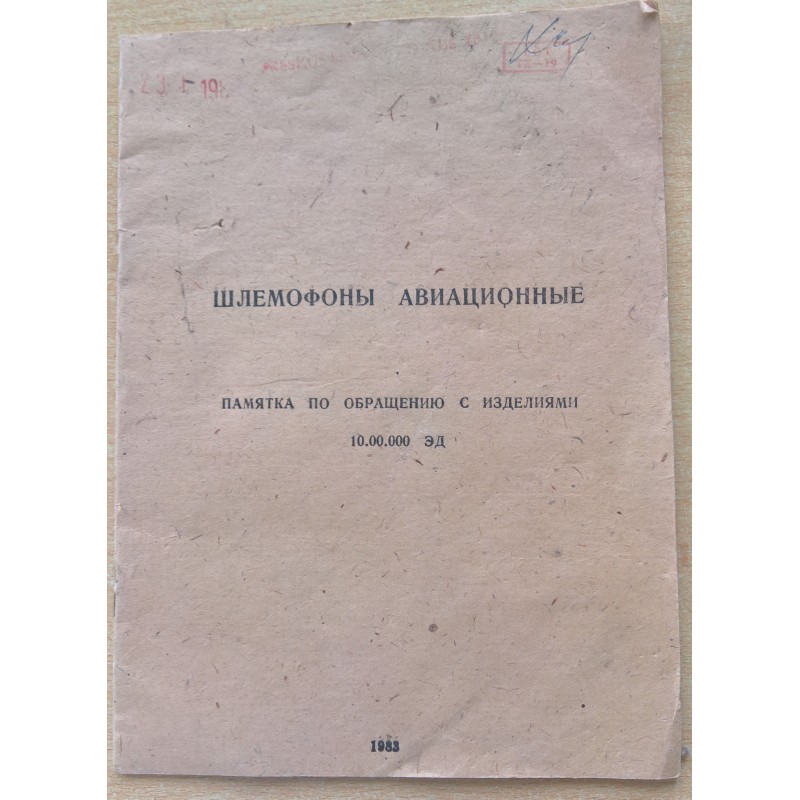 ШЛЕМОФОНЫ АВИАЦИОННЫЕ
ПАМЯТКА ПО ОБРАЩЕНИЮ С ИЗДЕЛИЯМИ
10.00.000 ЭД
1983